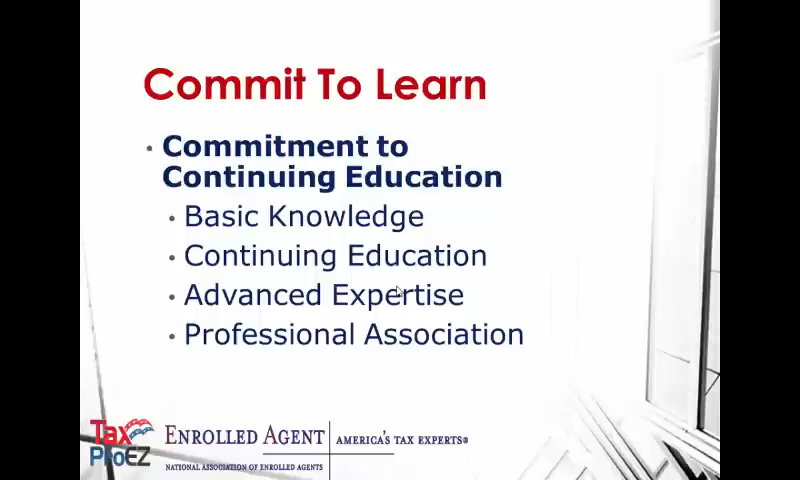 Commit To Learn
• Commitment to
Continuing Education
• Basic Knowledge
• Continuing Education
• Advanced Expertise
• Professional Association
Tax
ProEZ
ENROLLED AGENT
AMERICA'S TAX EXPERTS®
NATIONAL ASSOCIATION OF ENROLLED AGENTS